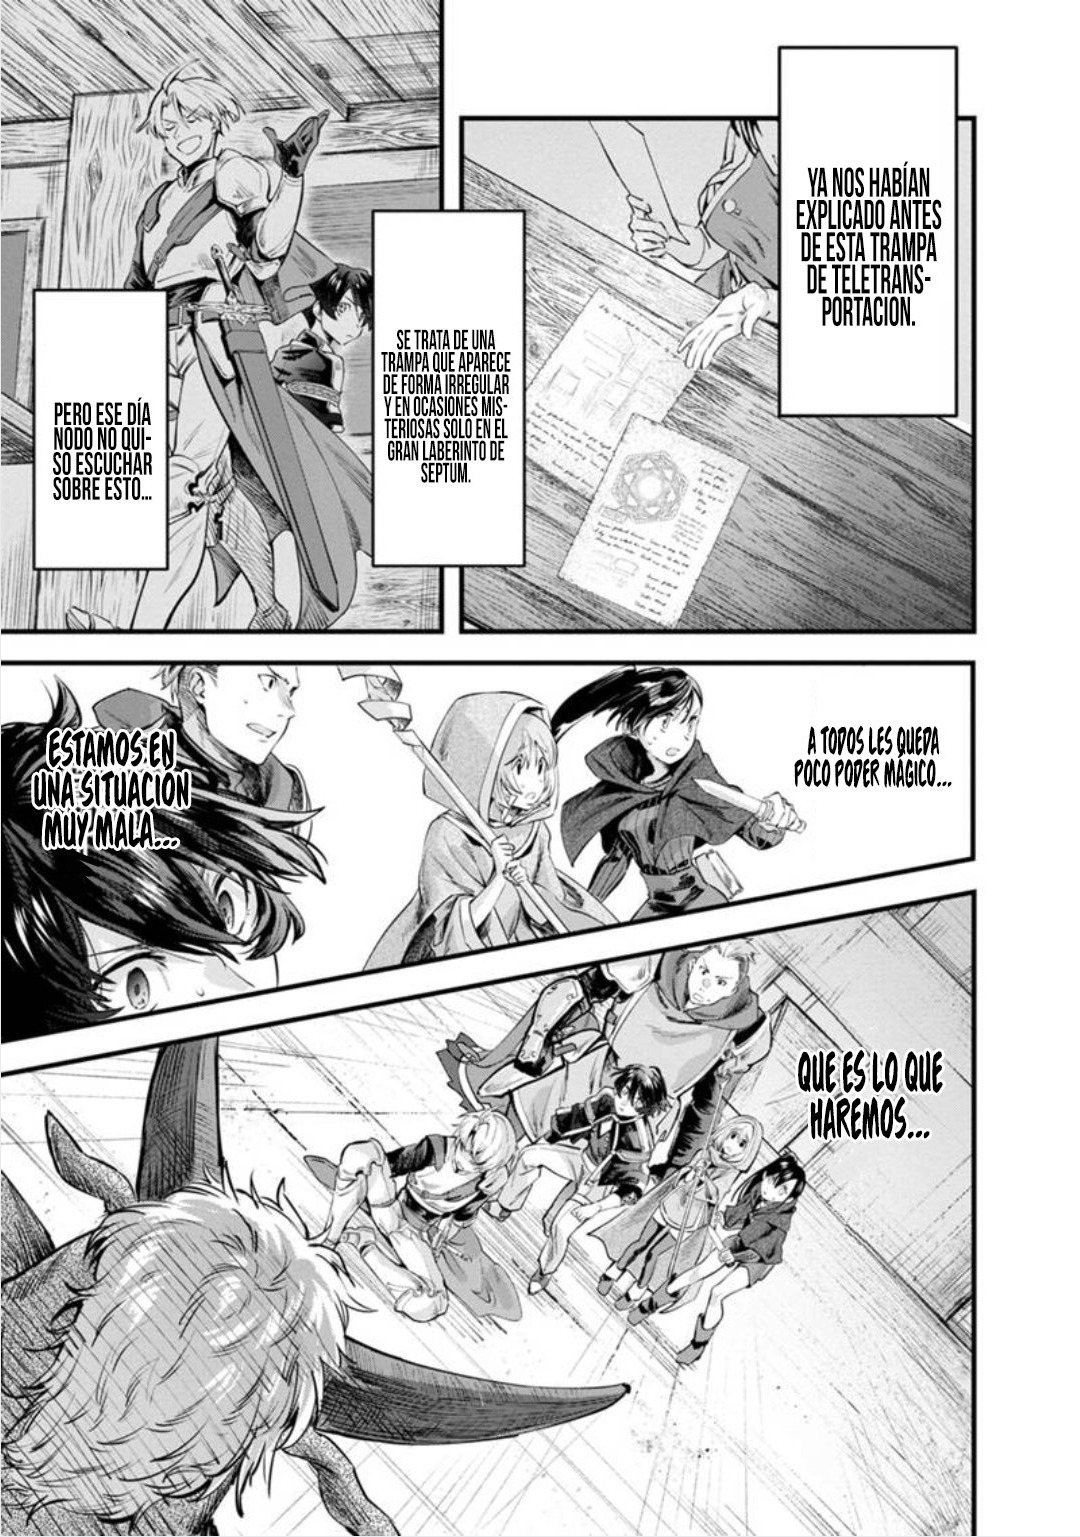 YA NOS HABÍAN
EXPLICADO ANTES
DE ESTA TRAMPA
DE TELETRANS-
PORTACION.
SE TRATA DE UNA
TRAMPA QUE APARECE
DE FORMA IRREGULAR
Y EN OCASIONES MIS-
TERIOSAS SOLO EN EL
GRAN LABERINTO DE
SEPTUM.
PERO ESE DÍA
NODO NO QUI-
SO ESCUCHAR
SOBRE ESTO...
A TODOS LES QUEDA
POCO PODER MÁGICO...
ESTAMOS EN
UNA SITUACION
MUY MALA...
QUE ES LO QUE
HAREMOS...